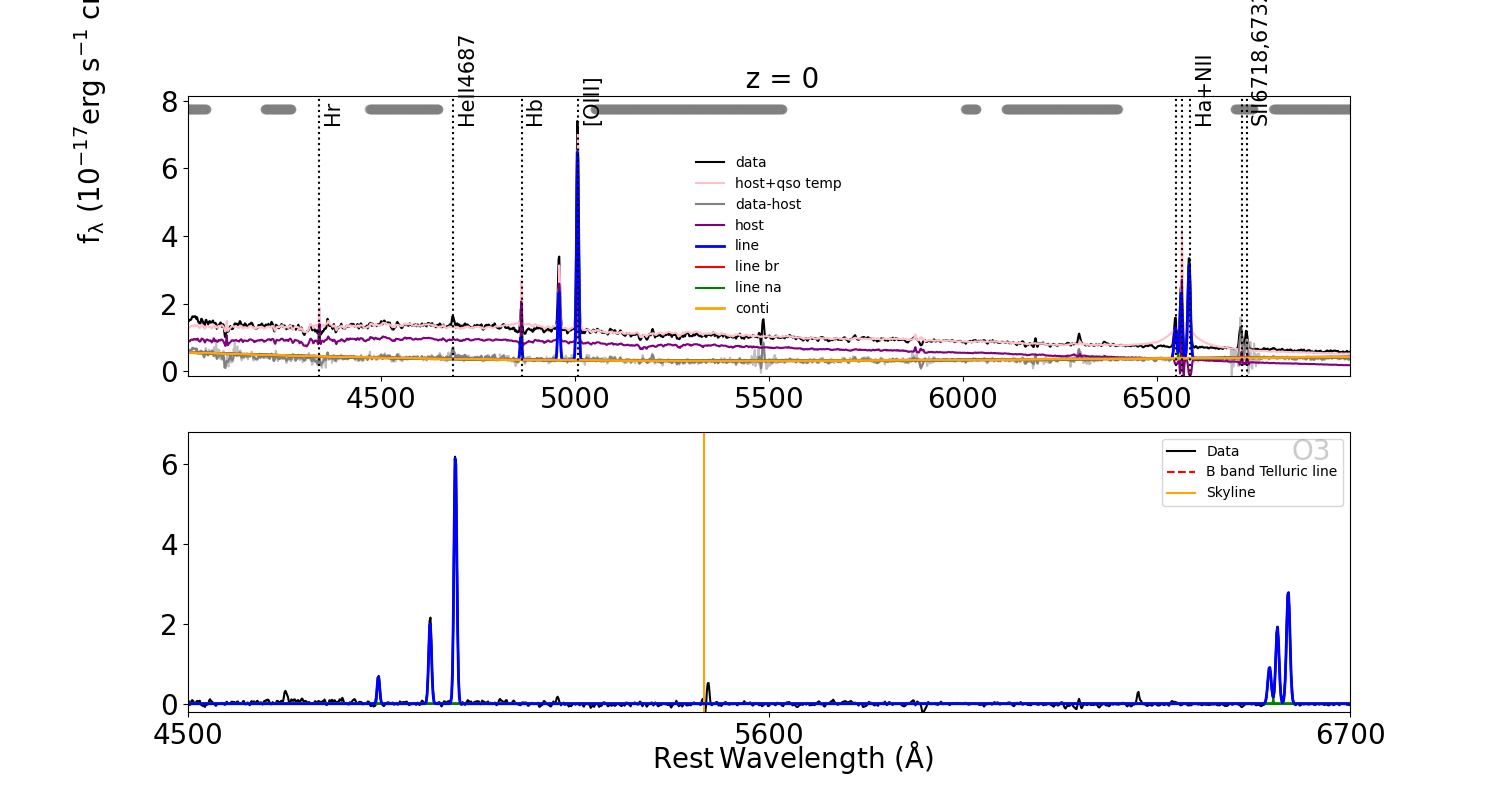 z = 0
f_λ (10^{-17} erg s^{-1} c
Hr
HeII4687
Hb
[OIII]
Ha+NII
SII6718,673
8
6
4
2
0
data
host+qso temp
data-host
host
line
line br
line na
conti
4500 5000 5500 6000 6500
O3
Data
B band Telluric line
Skyline
6
4
2
0
4500 5600 6700
Rest Wavelength (Å)